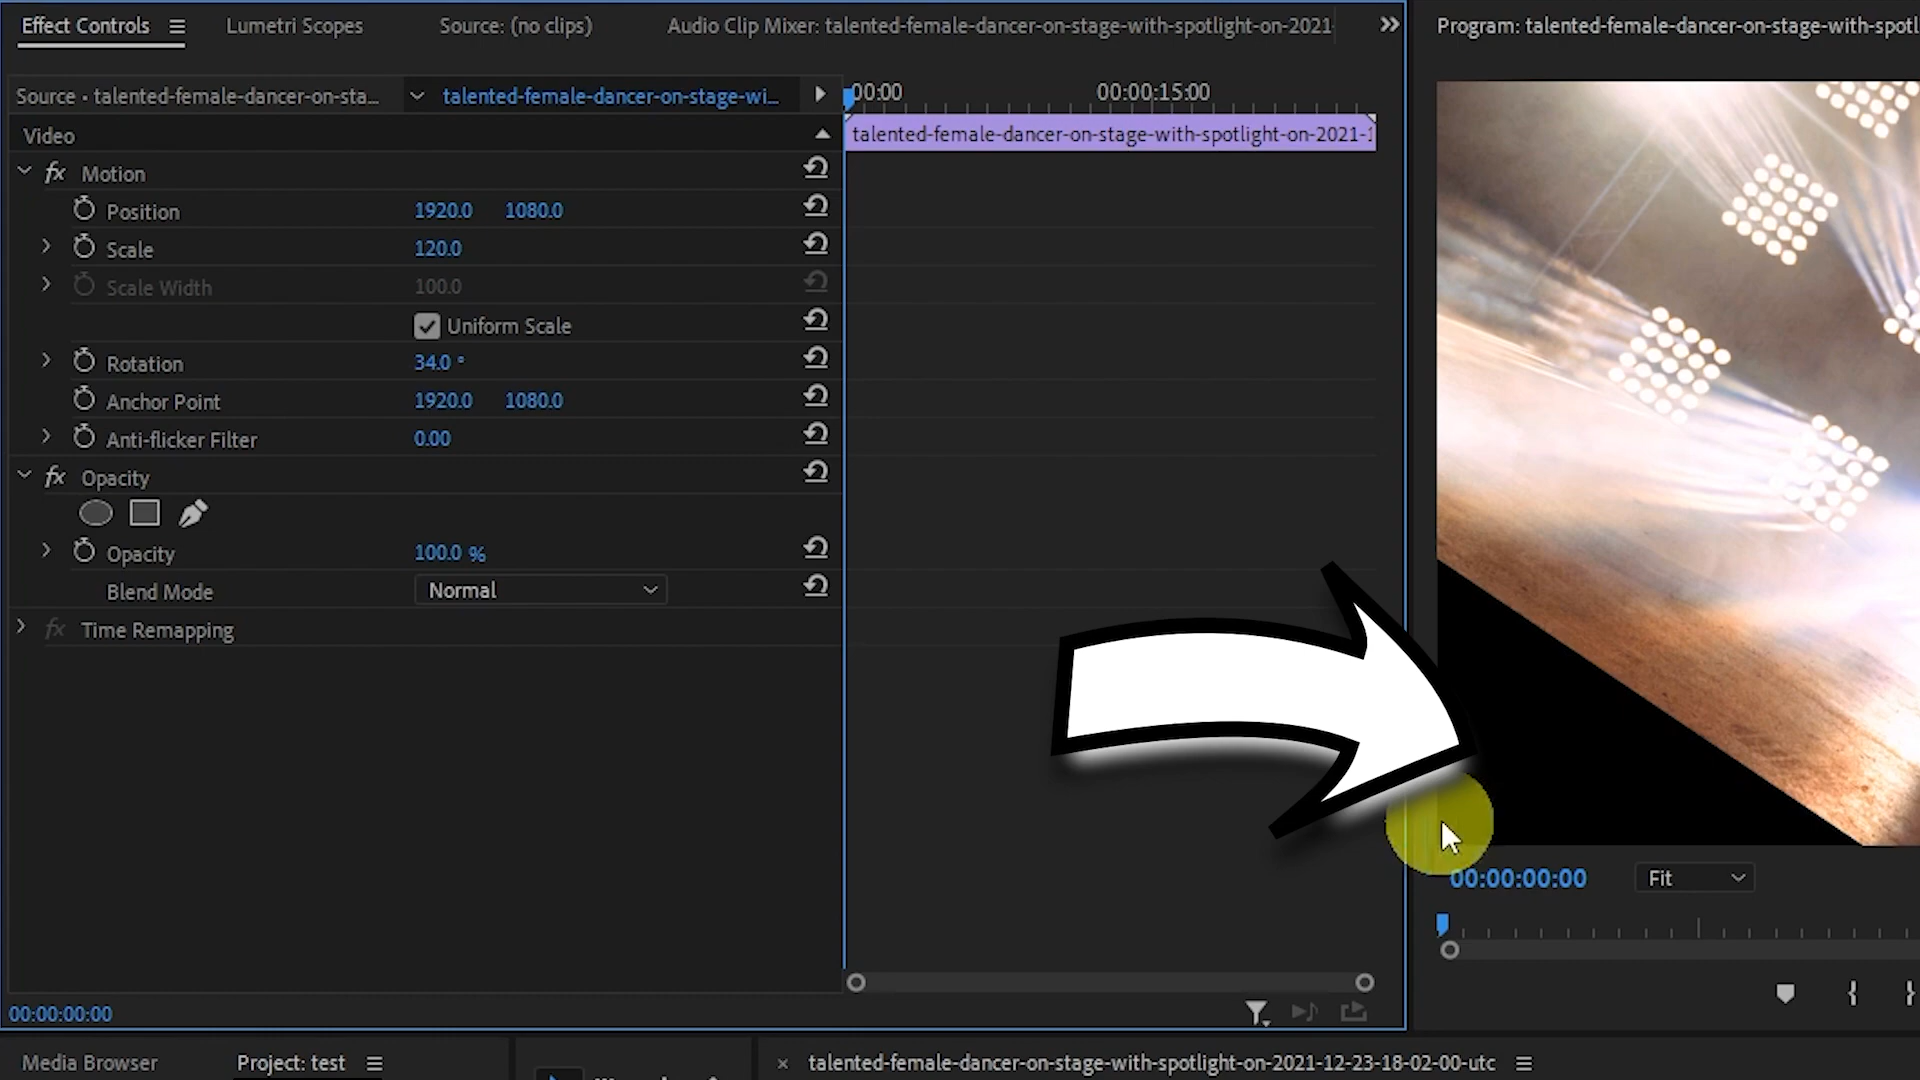 Effect Controls
Lumetri Scopes
Source: (no clips)
Audio Clip Mixer: talented-female-dancer-on-stage-with-spotlight-on-2021-
Program: talented-female-dancer-on-stage-with-spotl
Source · talented-female-dancer-on-sta...
talented-female-dancer-on-stage-wi...
00:00
00:00:15:00
Video
talented-female-dancer-on-stage-with-spotlight-on-2021-1
fx Motion
Position 1920.0 1080.0
Scale 120.0
Scale Width 100.0
Uniform Scale
Rotation 34.0 °
Anchor Point 1920.0 1080.0
Anti-flicker Filter 0.00
fx Opacity
Opacity 100.0 %
Blend Mode Normal
fx Time Remapping
00:00:00:00
Fit
00:00:00:00
Media Browser
Project: test
× talented-female-dancer-on-stage-with-spotlight-on-2021-12-23-18-02-00-utc